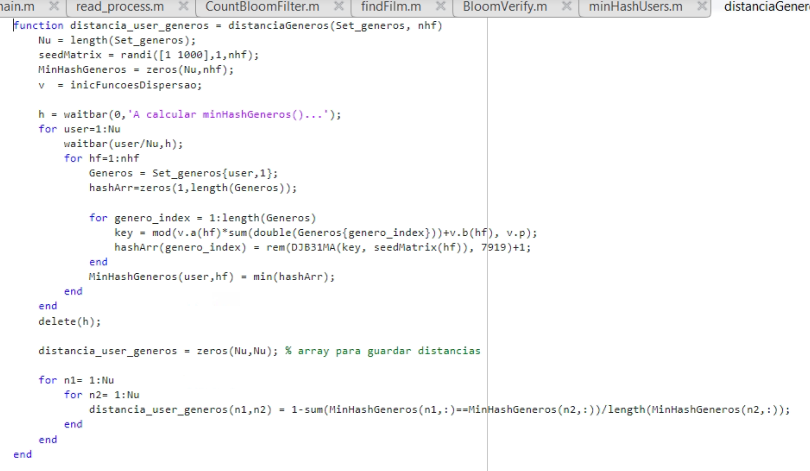 main.m read_process.m CountBloomFilter.m findFilm.m BloomVerify.m minHashUsers.m distanciaGener
function distancia_user_generos = distanciaGeneros(Set_generos, nhf)
Nu = length(Set_generos);
seedMatrix = randi([1 1000],1,nhf);
MinHashGeneros = zeros(Nu,nhf);
v  = inicFuncoesDispersao;
h = waitbar(0,'A calcular minHashGeneros()...');
for user=1:Nu
waitbar(user/Nu,h);
for hf=1:nhf
Generos = Set_generos{user,1};
hashArr=zeros(1,length(Generos));
for genero_index = 1:length(Generos)
key = mod(v.a(hf)*sum(double(Generos{genero_index}))+v.b(hf), v.p);
hashArr(genero_index) = rem(DJB31MA(key, seedMatrix(hf)), 7919)+1;
end
MinHashGeneros(user,hf) = min(hashArr);
end
end
delete(h);
distancia_user_generos = zeros(Nu,Nu); % array para guardar distancias
for n1= 1:Nu
for n2= 1:Nu
distancia_user_generos(n1,n2) = 1-sum(MinHashGeneros(n1,:)==MinHashGeneros(n2,:))/length(MinHashGeneros(n2,:));
end
end
end